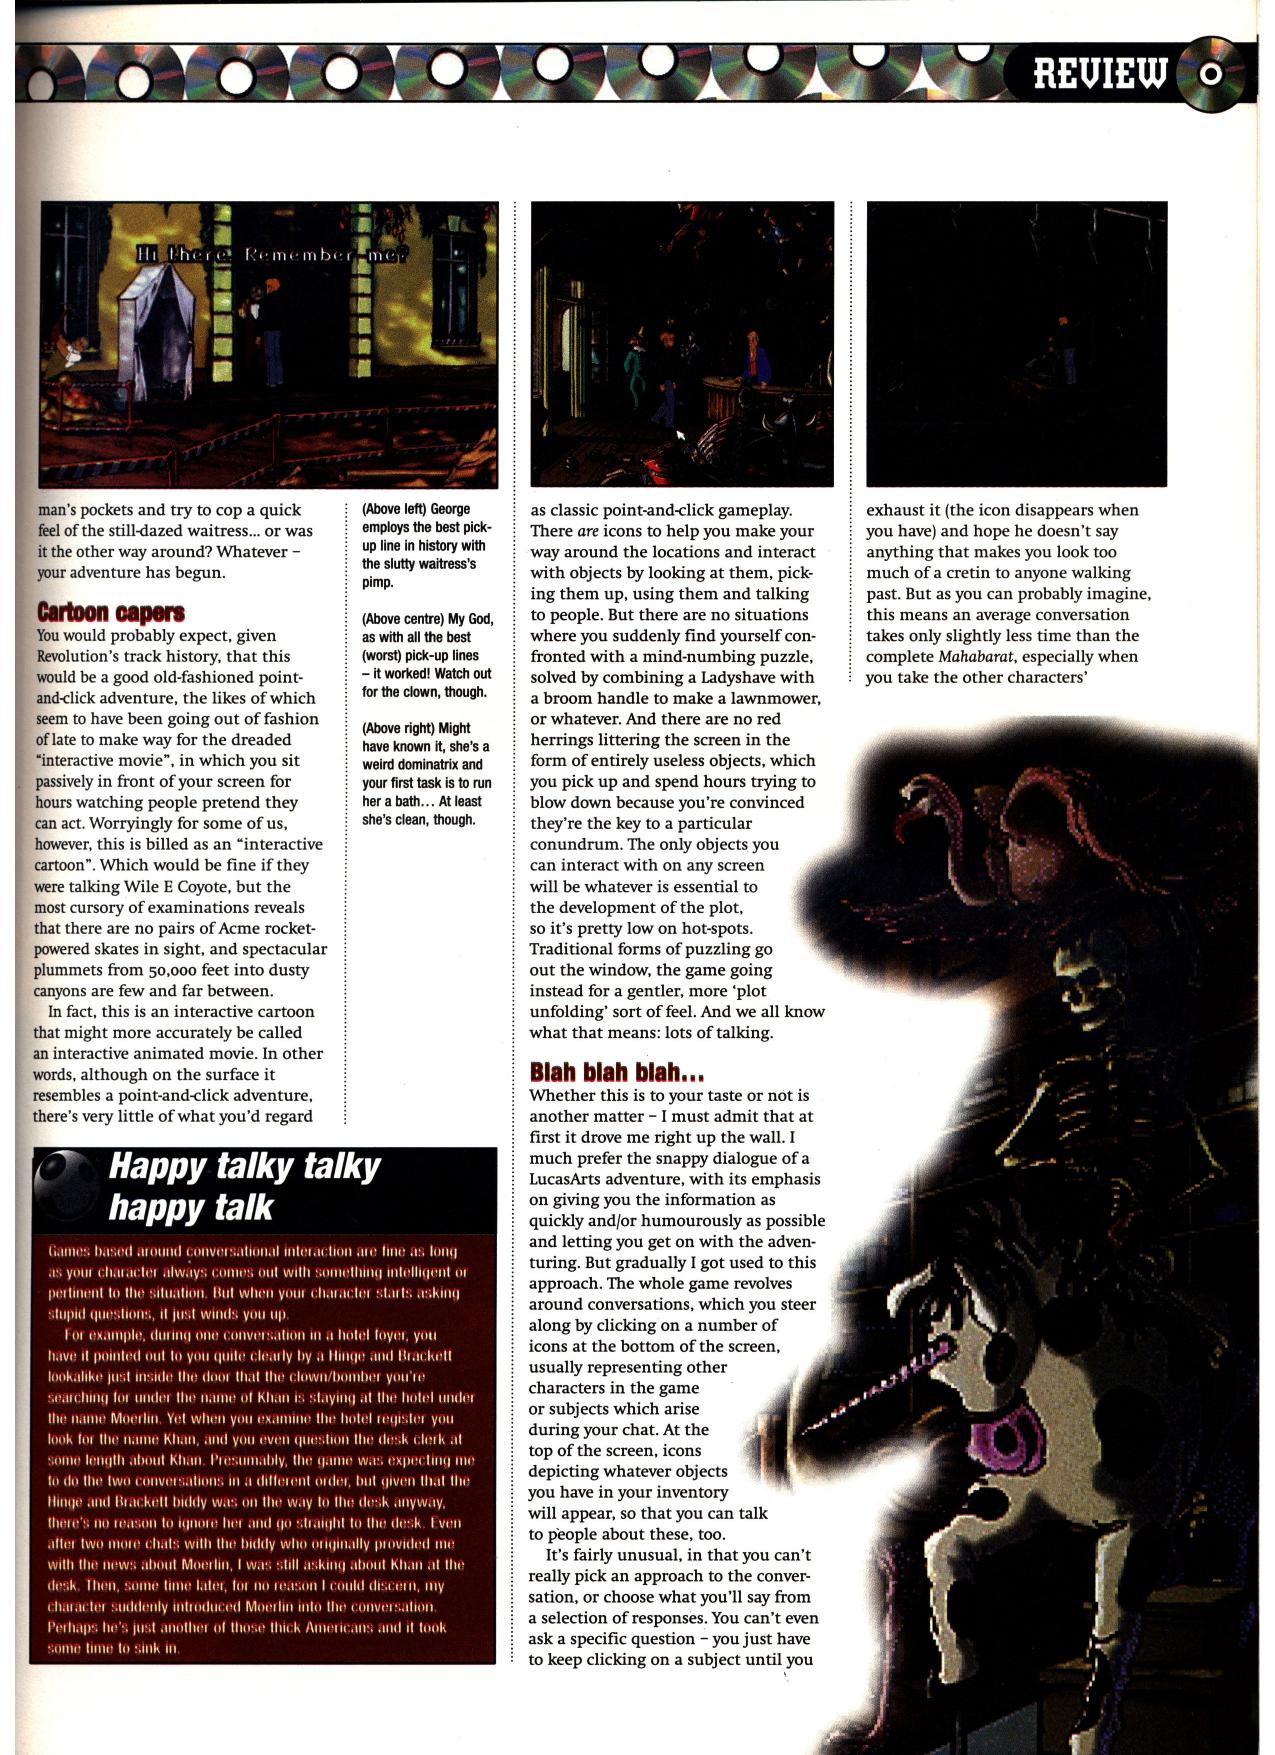 REVIEW
Hi there. Remember me?
man's pockets and try to cop a quick
feel of the still-dazed waitress... or was
it the other way around? Whatever –
your adventure has begun.
Cartoon capers
You would probably expect, given
Revolution's track history, that this
would be a good old-fashioned point-
and-click adventure, the likes of which
seem to have been going out of fashion
of late to make way for the dreaded
"interactive movie", in which you sit
passively in front of your screen for
hours watching people pretend they
can act. Worryingly for some of us,
however, this is billed as an "interactive
cartoon". Which would be fine if they
were talking Wile E Coyote, but the
most cursory of examinations reveals
that there are no pairs of Acme rocket-
powered skates in sight, and spectacular
plummets from 50,000 feet into dusty
canyons are few and far between.
In fact, this is an interactive cartoon
that might more accurately be called
an interactive animated movie. In other
words, although on the surface it
resembles a point-and-click adventure,
there's very little of what you'd regard
(Above left) George
employs the best pick-
up line in history with
the slutty waitress's
pimp.
(Above centre) My God,
as with all the best
(worst) pick-up lines
– it worked! Watch out
for the clown, though.
(Above right) Might
have known it, she's a
weird dominatrix and
your first task is to run
her a bath... At least
she's clean, though.
Happy talky talky
happy talk
Games based around conversational interaction are fine as long
as your character always comes out with something intelligent or
pertinent to the situation. But when your character starts asking
stupid questions, it just winds you up.
For example, during one conversation in a hotel foyer, you
have it pointed out to you quite clearly by a Hinge and Brackett
lookalike just inside the door that the clown/bomber you're
searching for under the name of Khan is staying at the hotel under
the name Moerlin. Yet when you examine the hotel register you
look for the name Khan, and you even question the desk clerk at
some length about Khan. Presumably, the game was expecting me
to do the two conversations in a different order, but given that the
Hinge and Brackett biddy was on the way to the desk anyway,
there's no reason to ignore her and go straight to the desk. Even
after two more chats with the biddy who originally provided me
with the news about Moerlin, I was still asking about Khan at the
desk. Then, some time later, for no reason I could discern, my
character suddenly introduced Moerlin into the conversation.
Perhaps he's just another of those thick Americans and it took
some time to sink in.
as classic point-and-click gameplay.
There are icons to help you make your
way around the locations and interact
with objects by looking at them, pick-
ing them up, using them and talking
to people. But there are no situations
where you suddenly find yourself con-
fronted with a mind-numbing puzzle,
solved by combining a Ladyshave with
a broom handle to make a lawnmower,
or whatever. And there are no red
herrings littering the screen in the
form of entirely useless objects, which
you pick up and spend hours trying to
blow down because you're convinced
they're the key to a particular
conundrum. The only objects you
can interact with on any screen
will be whatever is essential to
the development of the plot,
so it's pretty low on hot-spots.
Traditional forms of puzzling go
out the window, the game going
instead for a gentler, more 'plot
unfolding' sort of feel. And we all know
what that means: lots of talking.
Blah blah blah...
Whether this is to your taste or not is
another matter – I must admit that at
first it drove me right up the wall. I
much prefer the snappy dialogue of a
LucasArts adventure, with its emphasis
on giving you the information as
quickly and/or humourously as possible
and letting you get on with the adven-
turing. But gradually I got used to this
approach. The whole game revolves
around conversations, which you steer
along by clicking on a number of
icons at the bottom of the screen,
usually representing other
characters in the game
or subjects which arise
during your chat. At the
top of the screen, icons
depicting whatever objects
you have in your inventory
will appear, so that you can talk
to people about these, too.
It's fairly unusual, in that you can't
really pick an approach to the conver-
sation, or choose what you'll say from
a selection of responses. You can't even
ask a specific question – you just have
to keep clicking on a subject until you
exhaust it (the icon disappears when
you have) and hope he doesn't say
anything that makes you look too
much of a cretin to anyone walking
past. But as you can probably imagine,
this means an average conversation
takes only slightly less time than the
complete Mahabarat, especially when
you take the other characters'